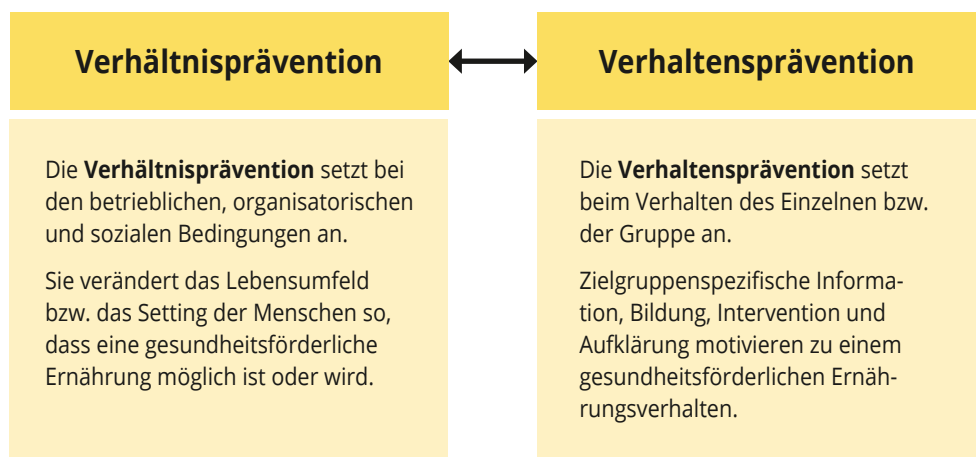 Verhältnisprävention
Verhaltensprävention
Die Verhältnisprävention setzt bei
den betrieblichen, organisatorischen
und sozialen Bedingungen an.
Sie verändert das Lebensumfeld
bzw. das Setting der Menschen so,
dass eine gesundheitsförderliche
Ernährung möglich ist oder wird.
Die Verhaltensprävention setzt
beim Verhalten des Einzelnen bzw.
der Gruppe an.
Zielgruppenspezifische Informa-
tion, Bildung, Intervention und
Aufklärung motivieren zu einem
gesundheitsförderlichen Ernäh-
rungsverhalten.